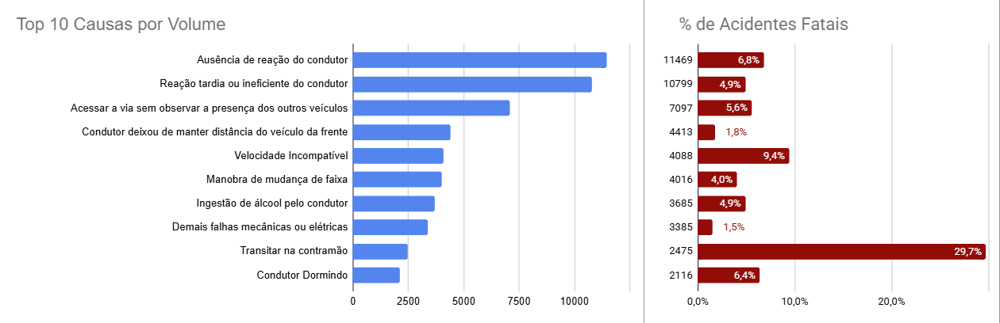 Top 10 Causas por Volume
% de Acidentes Fatais
Ausência de reação do condutor
11469 6,8%
Reação tardia ou ineficiente do condutor
10799 4,9%
Acessar a via sem observar a presença dos outros veículos
7097 5,6%
Condutor deixou de manter distância do veículo da frente
4413 1,8%
Velocidade Incompatível
4088 9,4%
Manobra de mudança de faixa
4016 4,0%
Ingestão de álcool pelo condutor
3685 4,9%
Demais falhas mecânicas ou elétricas
3385 1,5%
Transitar na contramão
2475 29,7%
Condutor Dormindo
2116 6,4%
0 2500 5000 7500 10000
0,0% 10,0% 20,0%